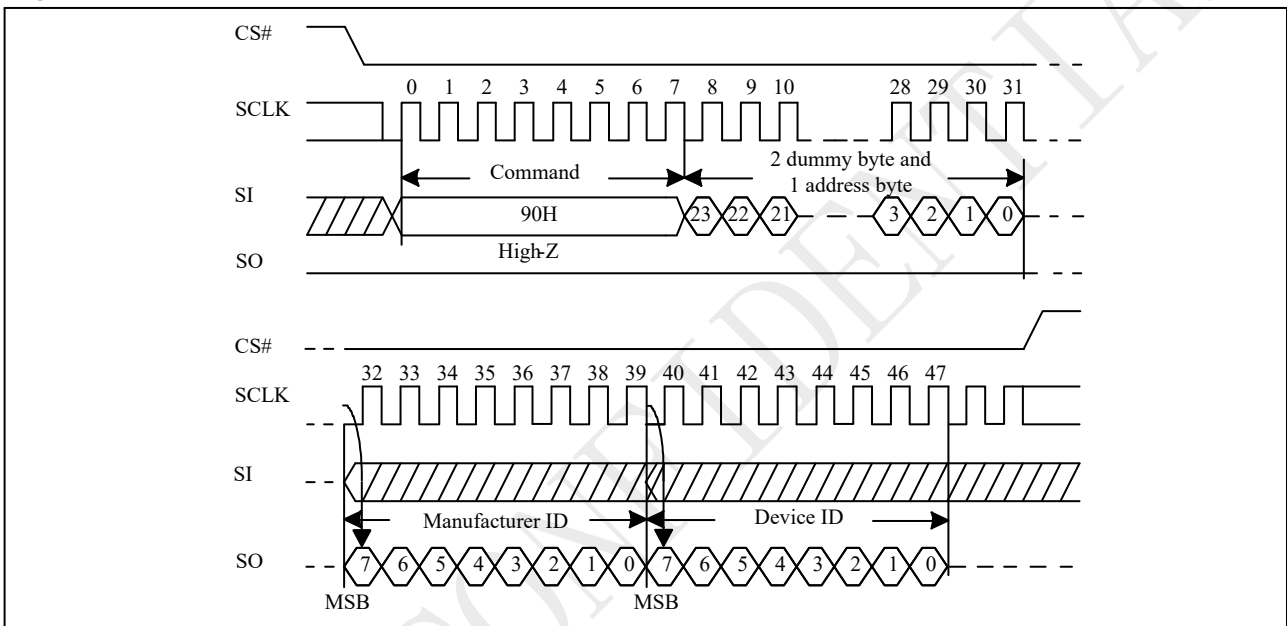 CS#
0 1 2 3 4 5 6 7 8 9 10 28 29 30 31
SCLK
Command
2 dummy byte and
1 address byte
SI
90H
23 22 21 3 2 1 0
High-Z
SO
CS#
32 33 34 35 36 37 38 39 40 41 42 43 44 45 46 47
SCLK
SI
Manufacturer ID
Device ID
SO
7 6 5 4 3 2 1 0 7 6 5 4 3 2 1 0
MSB MSB
CONFIDENTIA